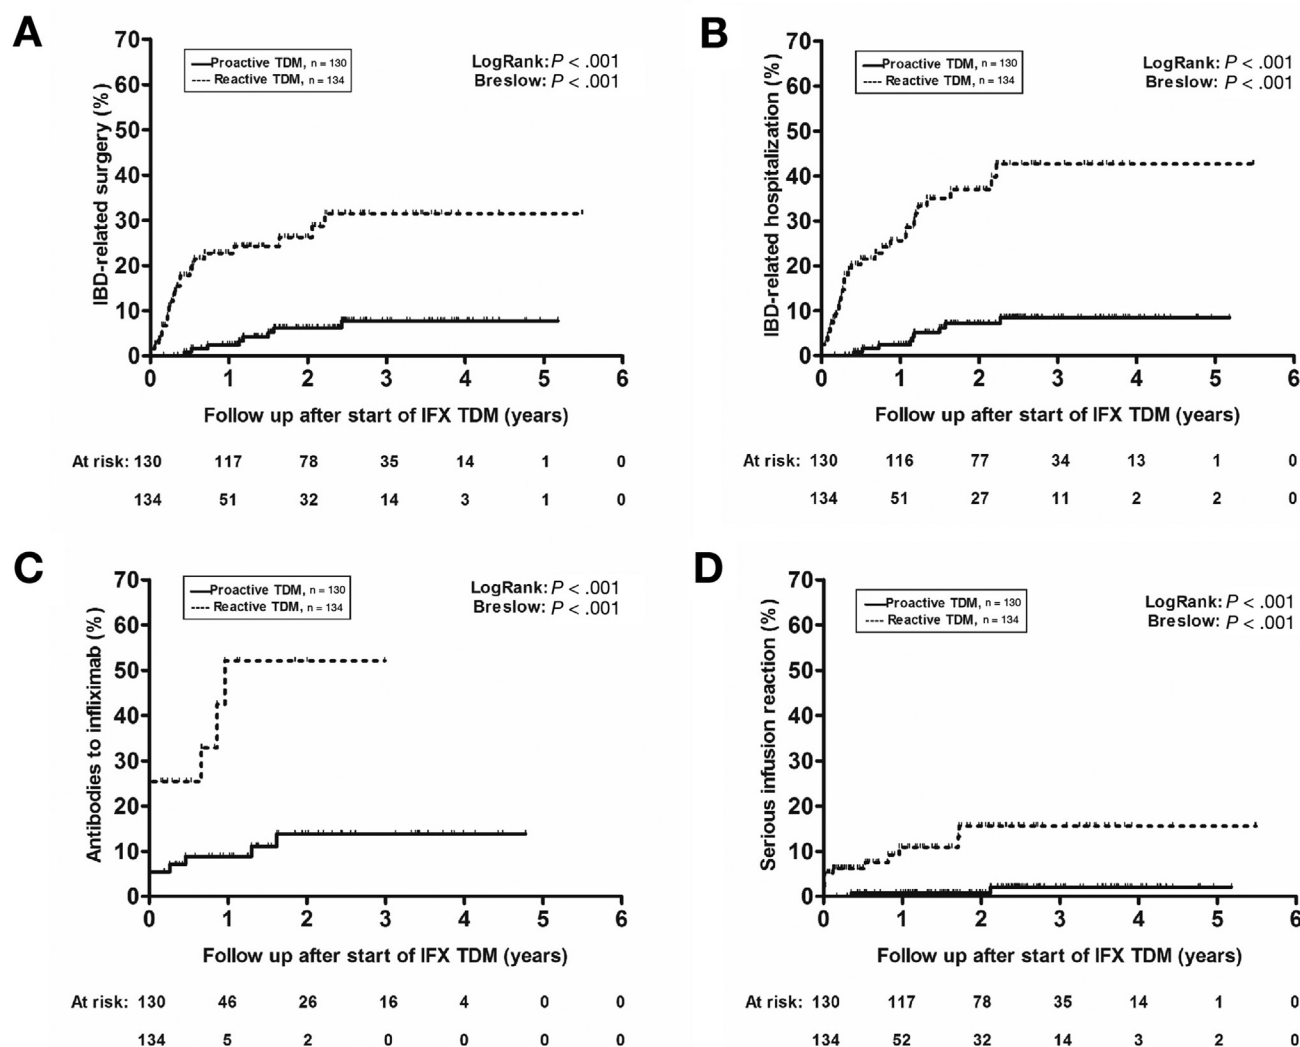 A
70
60
50
40
30
20
10
0
IBD-related surgery (%)
Proactive TDM, n = 130
Reactive TDM, n = 134
LogRank: P < .001
Breslow: P < .001
0 1 2 3 4 5 6
Follow up after start of IFX TDM (years)
At risk: 130 117 78 35 14 1 0
134 51 32 14 3 1 0
B
70
60
50
40
30
20
10
0
IBD-related hospitalization (%)
Proactive TDM, n = 130
Reactive TDM, n = 134
LogRank: P < .001
Breslow: P < .001
0 1 2 3 4 5 6
Follow up after start of IFX TDM (years)
At risk: 130 116 77 34 13 1 0
134 51 27 11 2 2 0
C
70
60
50
40
30
20
10
0
Antibodies to infliximab (%)
Proactive TDM, n = 130
Reactive TDM, n = 134
LogRank: P < .001
Breslow: P < .001
0 1 2 3 4 5 6
Follow up after start of IFX TDM (years)
At risk: 130 46 26 16 4 0 0
134 5 2 0 0 0 0
D
70
60
50
40
30
20
10
0
Serious infusion reaction (%)
Proactive TDM, n = 130
Reactive TDM, n = 134
LogRank: P < .001
Breslow: P < .001
0 1 2 3 4 5 6
Follow up after start of IFX TDM (years)
At risk: 130 117 78 35 14 1 0
134 52 32 14 3 2 0